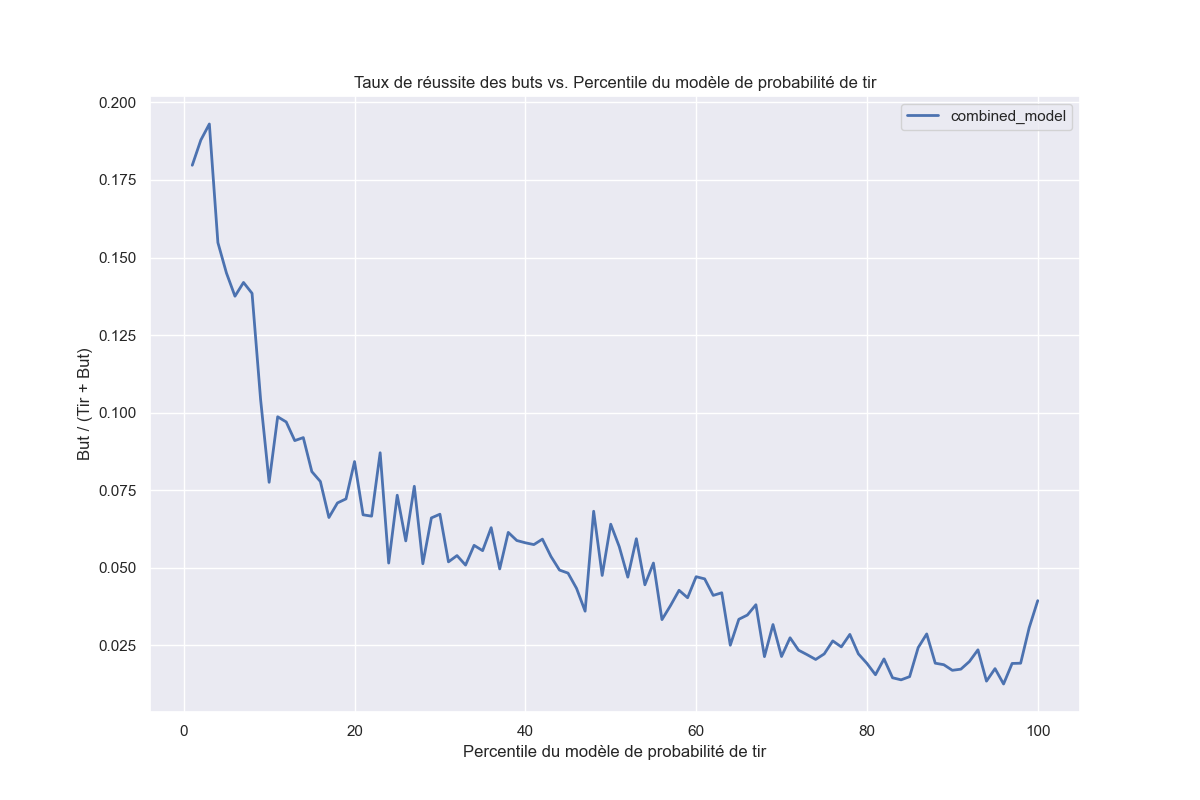 Taux de réussite des buts vs. Percentile du modèle de probabilité de tir
combined_model
0.200
0.175
0.150
0.125
0.100
0.075
0.050
0.025
But / (Tir + But)
0 20 40 60 80 100
Percentile du modèle de probabilité de tir